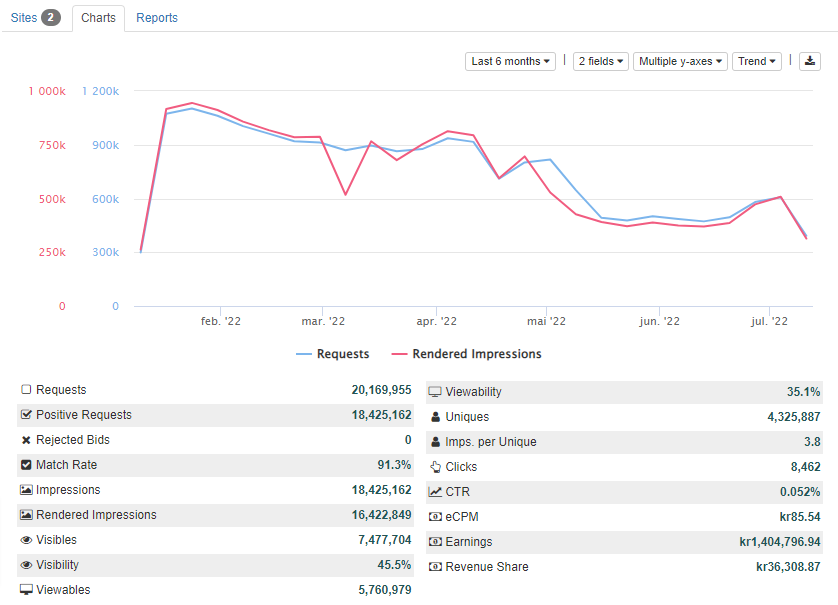 Sites 2 Charts Reports
Last 6 months | 2 fields Multiple y-axes Trend |
1 000k 1 200k
750k 900k
500k 600k
250k 300k
0 0
feb. '22 mar. '22 apr. '22 mai '22 jun. '22 jul. '22
Requests Rendered Impressions
Requests 20,169,955
Positive Requests 18,425,162
Rejected Bids 0
Match Rate 91.3%
Impressions 18,425,162
Rendered Impressions 16,422,849
Visibles 7,477,704
Visibility 45.5%
Viewables 5,760,979
Viewability 35.1%
Uniques 4,325,887
Imps. per Unique 3.8
Clicks 8,462
CTR 0.052%
eCPM kr85.54
Earnings kr1,404,796.94
Revenue Share kr36,308.87